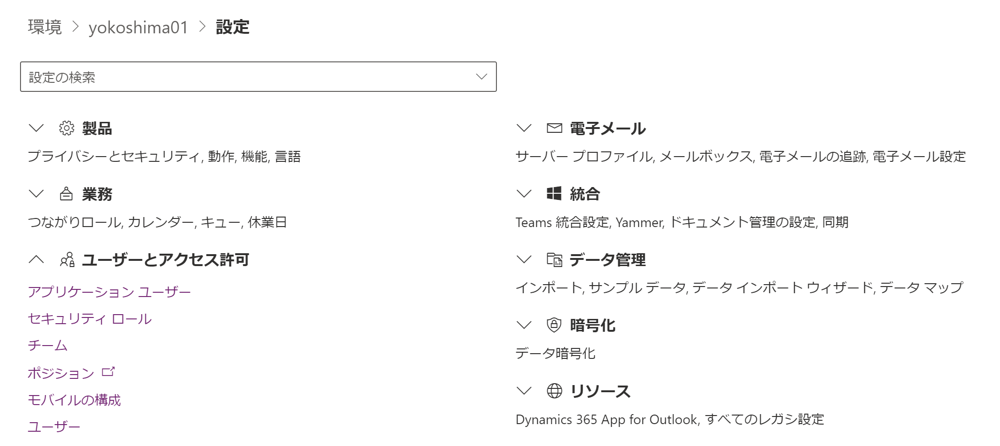 環境 > yokoshima01 > 設定
設定の検索
製品
プライバシーとセキュリティ, 動作, 機能, 言語
業務
つながりロール, カレンダー, キュー, 休業日
ユーザーとアクセス許可
アプリケーション ユーザー
セキュリティ ロール
チーム
ポジション
モバイルの構成
ユーザー
電子メール
サーバー プロファイル, メールボックス, 電子メールの追跡, 電子メール設定
統合
Teams 統合設定, Yammer, ドキュメント管理の設定, 同期
データ管理
インポート, サンプル データ, データ インポート ウィザード, データ マップ
暗号化
データ暗号化
リソース
Dynamics 365 App for Outlook, すべてのレガシ設定